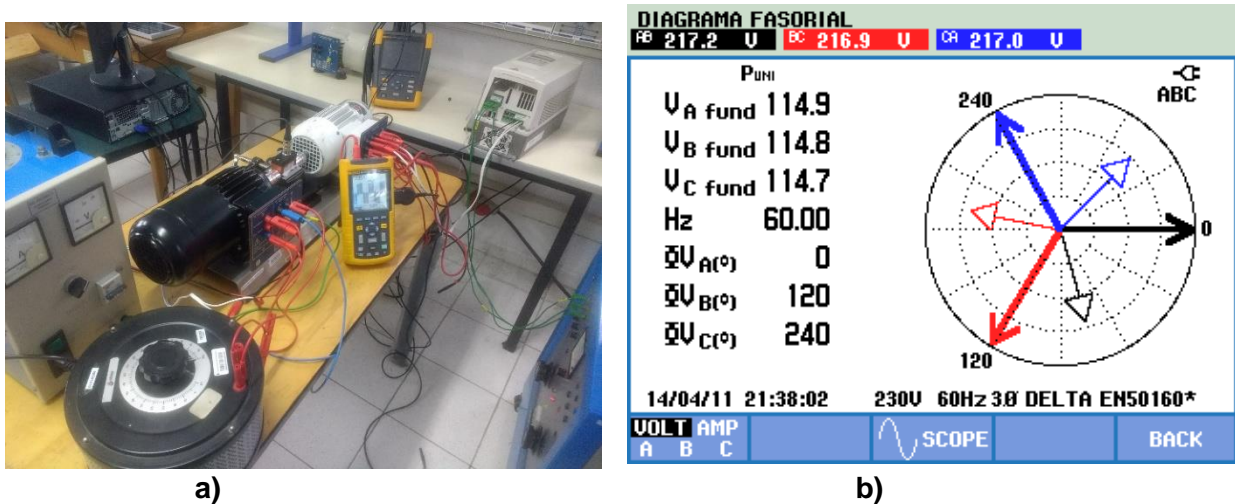 DIAGRAMA FASORIAL
AB 217.2 V BC 216.9 V CA 217.0 V
PUNI
ABC
VA fund 114.9
VB fund 114.8
VC fund 114.7
Hz 60.00
ΦVA(°) 0
ΦVB(°) 120
ΦVC(°) 240
240
0
120
14/04/11 21:38:02 230V 60Hz 3Ø DELTA EN50160*
VOLT AMP
A B C
SCOPE
BACK
a) b)